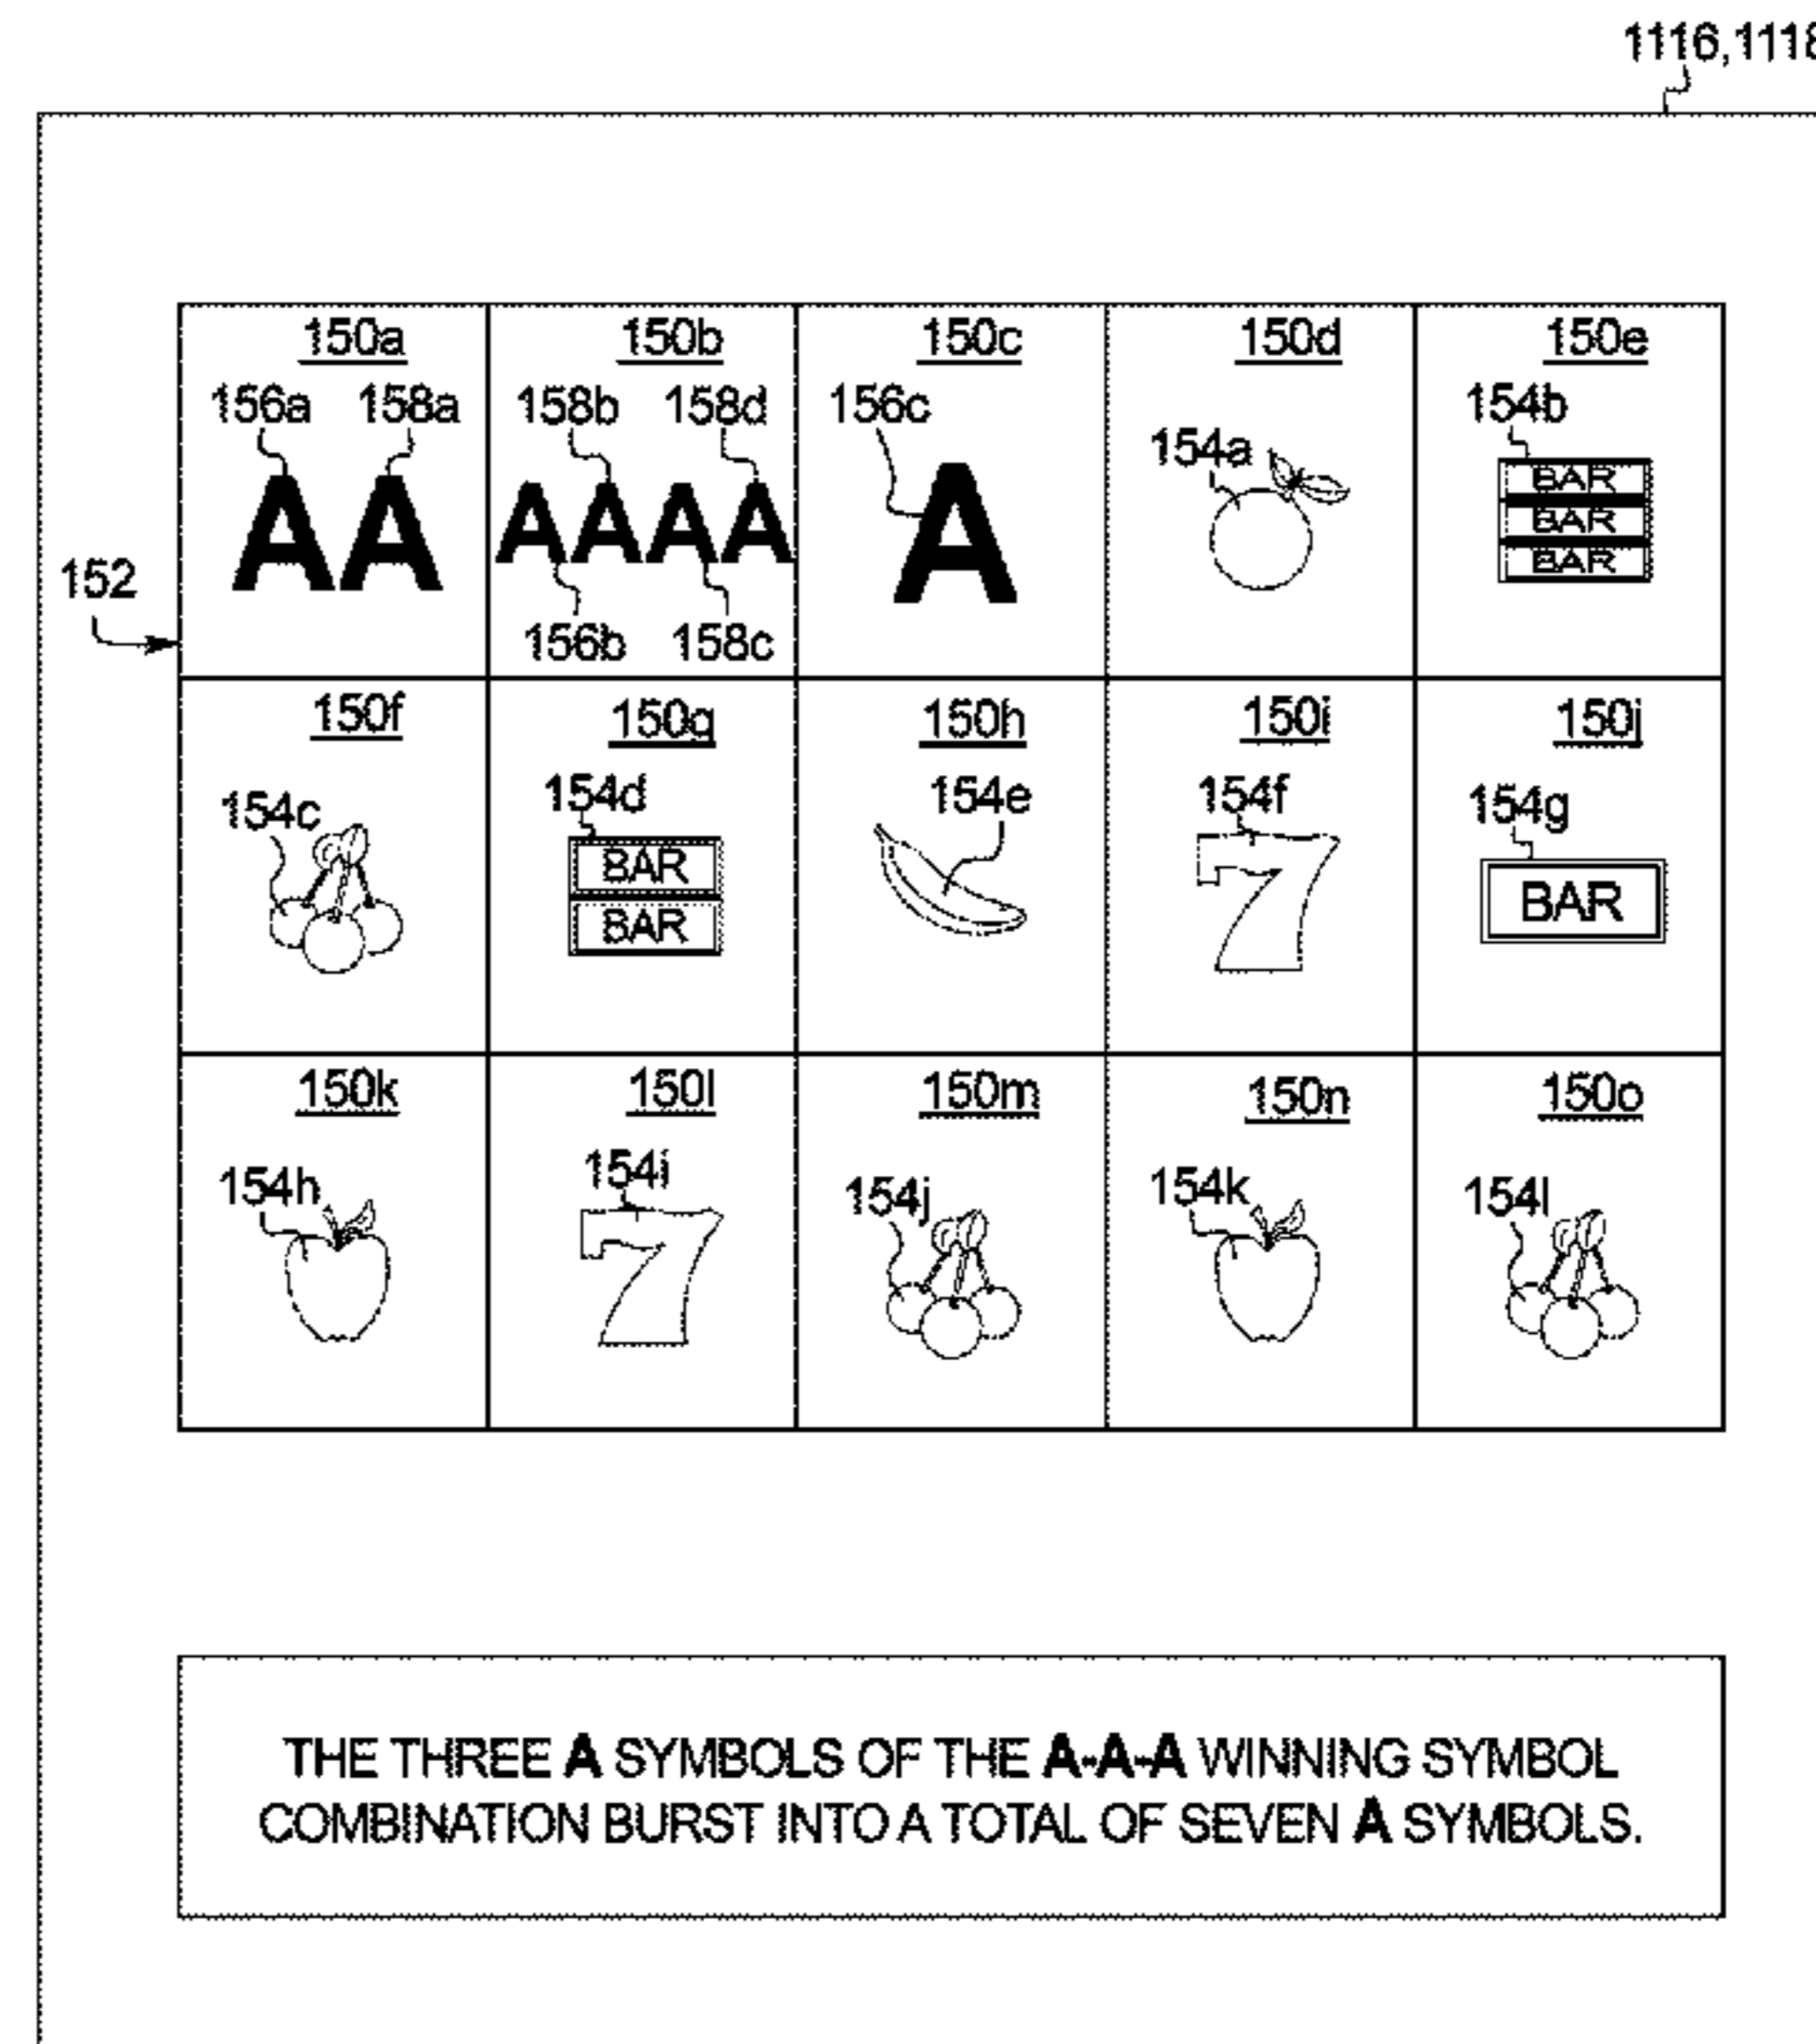 1116,1118
150a 150b 150c 150d 150e
156a 158a 158b 158d 156c 154a 154b
AA AAAA A BAR
BAR
BAR
152
156b 158c
150f 150g 150h 150i 150j
154c 154d 154e 154f 154g
BAR 7 BAR
BAR
150k 150l 150m 150n 150o
154h 154i 154j 154k 154l
7
THE THREE A SYMBOLS OF THE A-A-A WINNING SYMBOL
COMBINATION BURST INTO A TOTAL OF SEVEN A SYMBOLS.